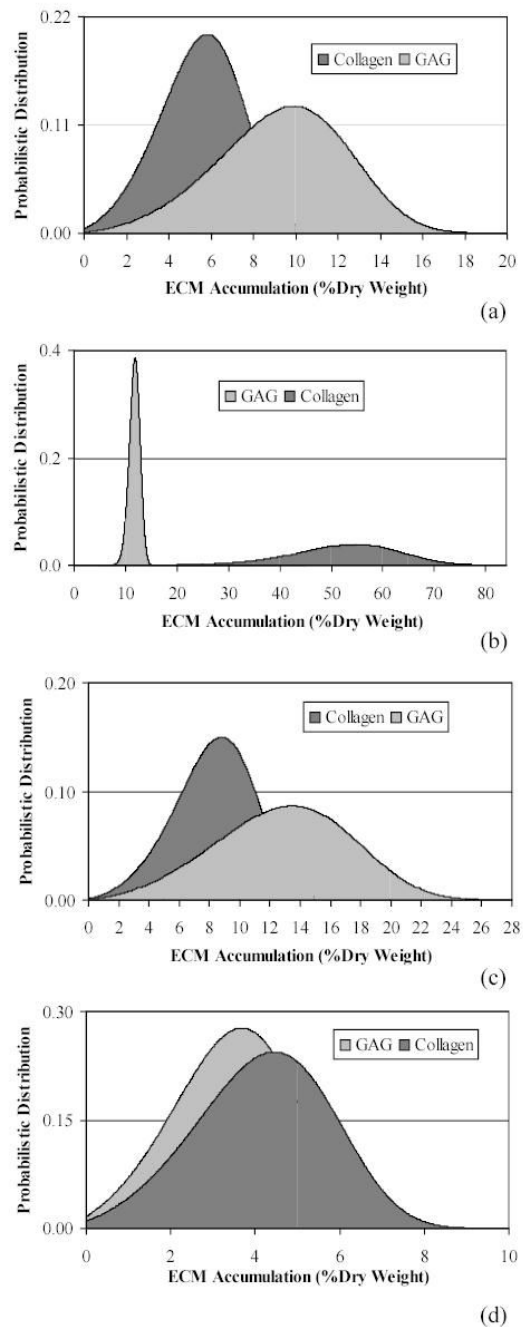 0.22
Collagen GAG
0.11
0.00
Probabilistic Distribution
0 2 4 6 8 10 12 14 16 18 20
ECM Accumulation (%Dry Weight)
(a)
0.4
GAG Collagen
0.2
0.0
Probabilistic Distribution
0 10 20 30 40 50 60 70 80
ECM Accumulation (%Dry Weight)
(b)
0.20
Collagen GAG
0.10
0.00
Probabilistic Distribution
0 2 4 6 8 10 12 14 16 18 20 22 24 26 28
ECM Accumulation (%Dry Weight)
(c)
0.30
GAG Collagen
0.15
0.00
Probabilistic Distribution
0 2 4 6 8 10
ECM Accumulation (%Dry Weight)
(d)